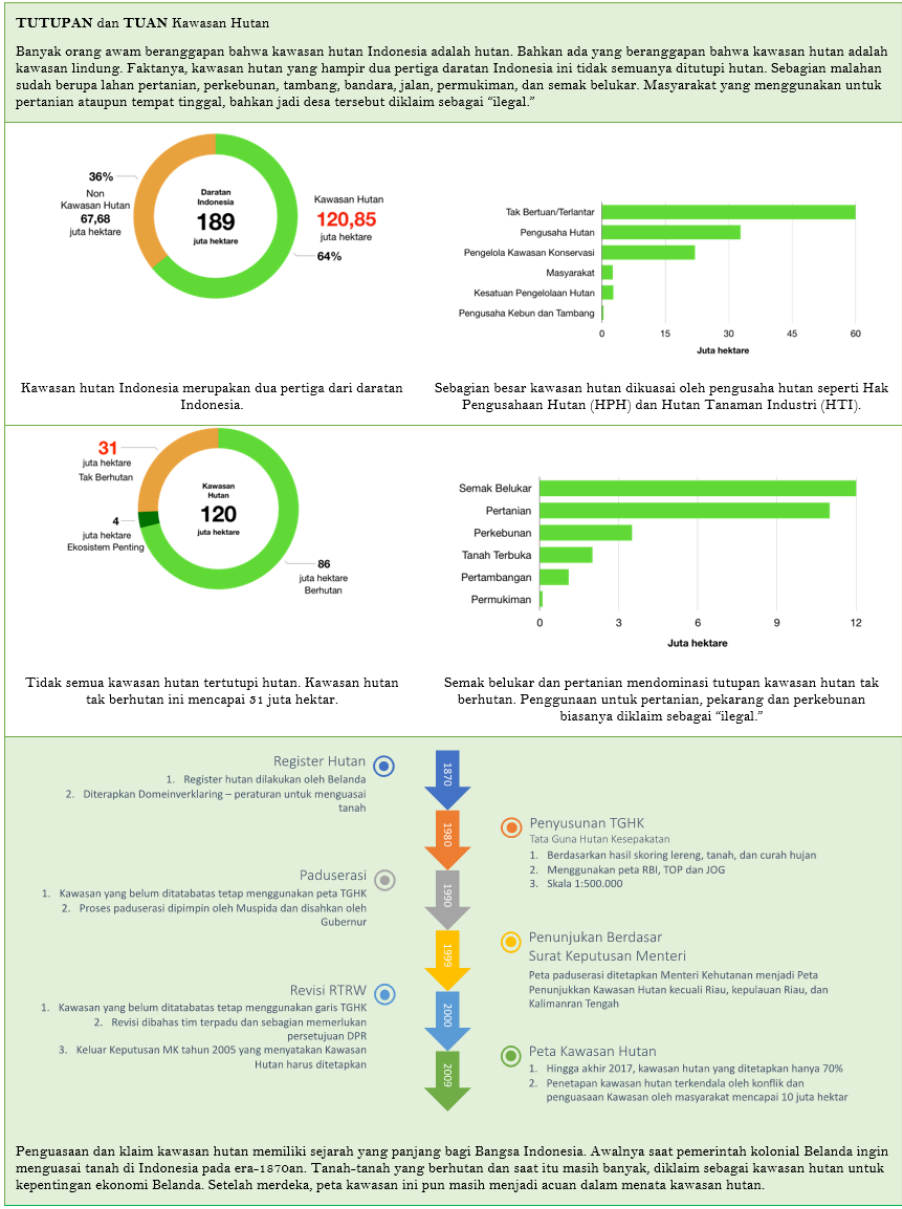 TUTUPAN dan TUAN Kawasan Hutan
Banyak orang awam beranggapan bahwa kawasan hutan Indonesia adalah hutan. Bahkan ada yang beranggapan bahwa kawasan hutan adalah
kawasan lindung. Faktanya, kawasan hutan yang hampir dua pertiga daratan Indonesia ini tidak semuanya ditutupi hutan. Sebagian malahan
sudah berupa lahan pertanian, perkebunan, tambang, bandara, jalan, permukiman, dan semak belukar. Masyarakat yang menggunakan untuk
pertanian ataupun tempat tinggal, bahkan jadi desa tersebut diklaim sebagai “ilegal.”
36%
Non
Kawasan Hutan
67,68
juta hektare
Daratan
Indonesia
189
juta hektare
Kawasan Hutan
120,85
juta hektare
64%
Kawasan hutan Indonesia merupakan dua pertiga dari daratan
Indonesia.
Tak Bertuan/Terlantar
Pengusaha Hutan
Pengelola Kawasan Konservasi
Masyarakat
Kesatuan Pengelolaan Hutan
Pengusaha Kebun dan Tambang
0 15 30 45 60
Juta hektare
Sebagian besar kawasan hutan dikuasai oleh pengusaha hutan seperti Hak
Pengusahaan Hutan (HPH) dan Hutan Tanaman Industri (HTI).
31
juta hektare
Tak Berhutan
4
juta hektare
Ekosistem Penting
Kawasan
Hutan
120
juta hektare
86
juta hektare
Berhutan
Tidak semua kawasan hutan tertutupi hutan. Kawasan hutan
tak berhutan ini mencapai 31 juta hektar.
Semak Belukar
Pertanian
Perkebunan
Tanah Terbuka
Pertambangan
Permukiman
0 3 6 9 12
Juta hektare
Semak belukar dan pertanian mendominasi tutupan kawasan hutan tak
berhutan. Penggunaan untuk pertanian, pekarang dan perkebunan
biasanya diklaim sebagai “ilegal.”
Register Hutan
1. Register hutan dilakukan oleh Belanda
2. Diterapkan Domeinverklaring – peraturan untuk menguasai
tanah
1870
1980
Penyusunan TGHK
Tata Guna Hutan Kesepakatan
1. Berdasarkan hasil skoring lereng, tanah, dan curah hujan
2. Menggunakan peta RBI, TOP dan JOG
3. Skala 1:500.000
Paduserasi
1. Kawasan yang belum ditatabatas tetap menggunakan peta TGHK
2. Proses paduserasi dipimpin oleh Muspida dan disahkan oleh
Gubernur
1990
1999
Penunjukan Berdasar
Surat Keputusan Menteri
Peta paduserasi ditetapkan Menteri Kehutanan menjadi Peta
Penunjukkan Kawasan Hutan kecuali Riau, kepulauan Riau, dan
Kalimanran Tengah
Revisi RTRW
1. Kawasan yang belum ditatabatas tetap menggunakan garis TGHK
2. Revisi dibahas tim terpadu dan sebagian memerlukan
persetujuan DPR
3. Keluar Keputusan MK tahun 2005 yang menyatakan Kawasan
Hutan harus ditetapkan
2000
2009
Peta Kawasan Hutan
1. Hingga akhir 2017, kawasan hutan yang ditetapkan hanya 70%
2. Penetapan kawasan hutan terkendala oleh konflik dan
penguasaan Kawasan oleh masyarakat mencapai 10 juta hektar
Penguasaan dan klaim kawasan hutan memiliki sejarah yang panjang bagi Bangsa Indonesia. Awalnya saat pemerintah kolonial Belanda ingin
menguasai tanah di Indonesia pada era-1870an. Tanah-tanah yang berhutan dan saat itu masih banyak, diklaim sebagai kawasan hutan untuk
kepentingan ekonomi Belanda. Setelah merdeka, peta kawasan ini pun masih menjadi acuan dalam menata kawasan hutan.